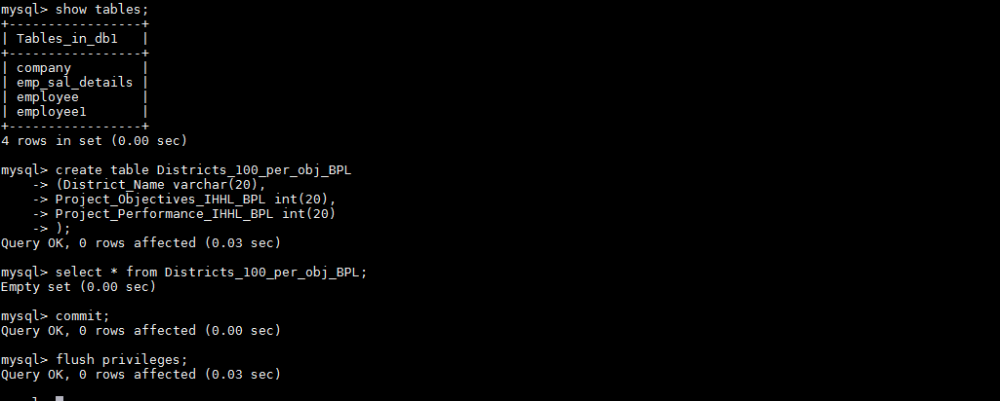 mysql> show tables;
+-----------------+
| Tables_in_db1   |
+-----------------+
| company         |
| emp_sal_details |
| employee        |
| employee1       |
+-----------------+
4 rows in set (0.00 sec)
mysql> create table Districts_100_per_obj_BPL
    -> (District_Name varchar(20),
    -> Project_Objectives_IHHL_BPL int(20),
    -> Project_Performance_IHHL_BPL int(20)
    -> );
Query OK, 0 rows affected (0.03 sec)
mysql> select * from Districts_100_per_obj_BPL;
Empty set (0.00 sec)
mysql> commit;
Query OK, 0 rows affected (0.00 sec)
mysql> flush privileges;
Query OK, 0 rows affected (0.03 sec)